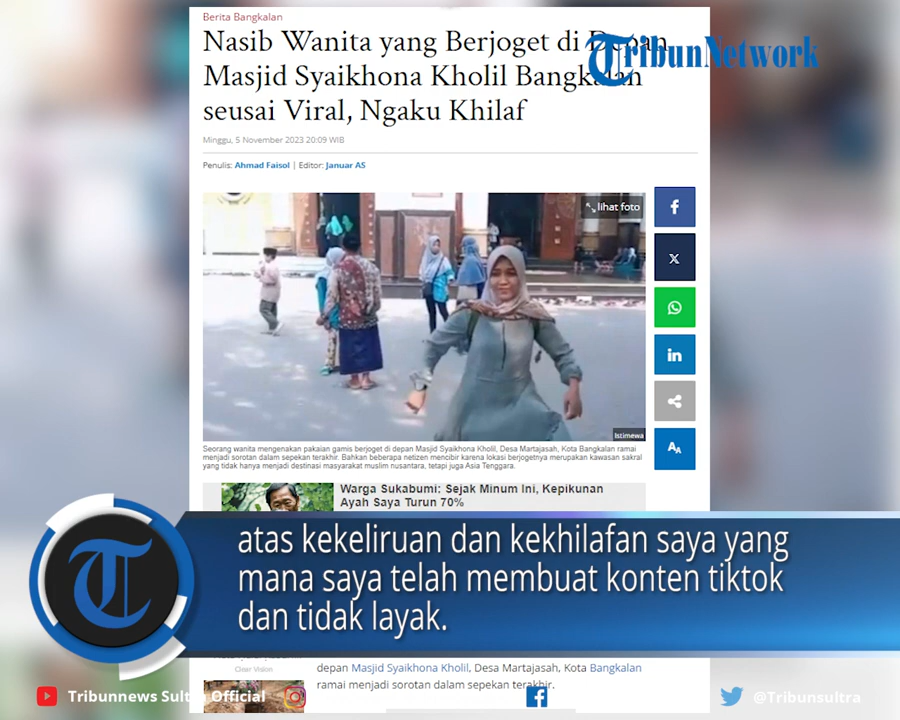 Berita Bangkalan
Nasib Wanita yang Berjoget di Depan
Masjid Syaikhona Kholil Bangkalan
seusai Viral, Ngaku Khilaf
TribunNetwork
Minggu, 5 November 2023 20:09 WIB
Penulis: Ahmad Faisol | Editor: Januar AS
lihat foto
Istimewa
Seorang wanita mengenakan pakaian gamis berjoget di depan Masjid Syaikhona Kholil, Desa Martajasah, Kota Bangkalan ramai
menjadi sorotan dalam sepekan terakhir. Bahkan beberapa netizen mencibir karena lokasi berjogetnya merupakan kawasan sakral
yang tidak hanya menjadi destinasi masyarakat muslim nusantara, tetapi juga Asia Tenggara.
Warga Sukabumi: Sejak Minum Ini, Kepikunan
Ayah Saya Turun 70%
atas kekeliruan dan kekhilafan saya yang
mana saya telah membuat konten tiktok
dan tidak layak.
Clear Vision
depan Masjid Syaikhona Kholil, Desa Martajasah, Kota Bangkalan
ramai menjadi sorotan dalam sepekan terakhir.
Tribunnews Sultra Official
@Tribunsultra